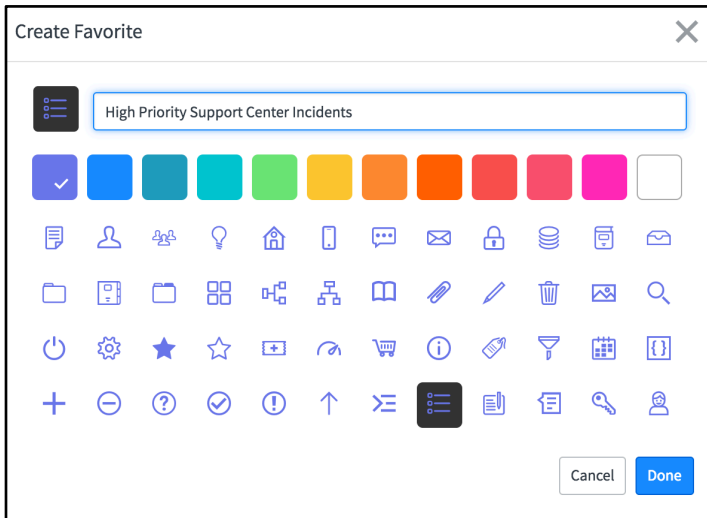 Create Favorite
High Priority Support Center Incidents
Cancel
Done